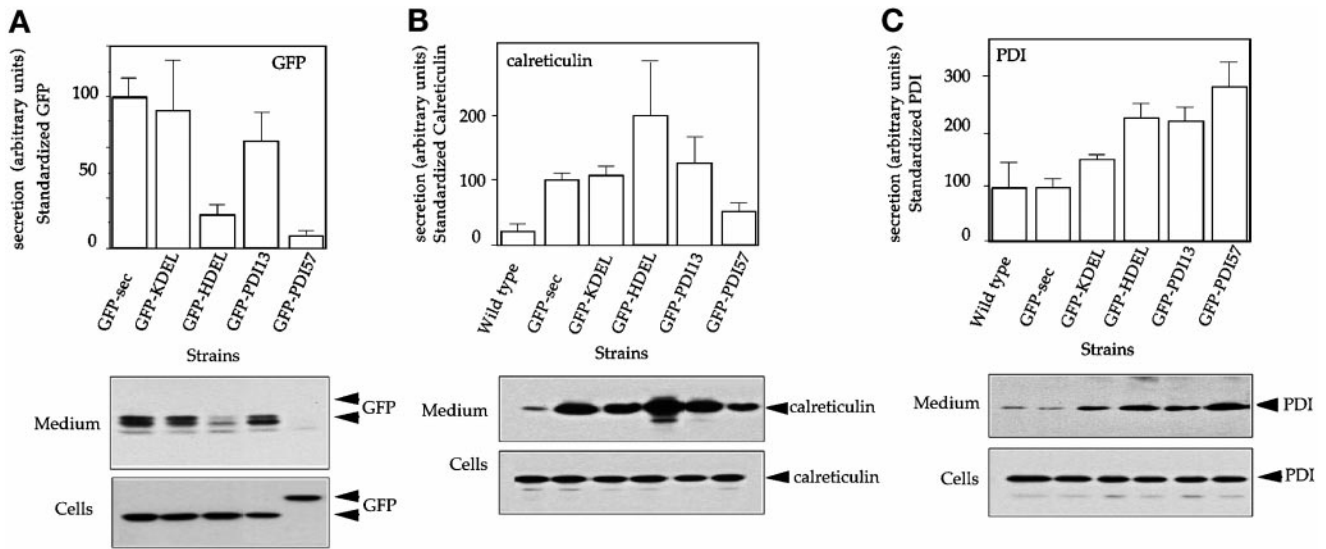 A
secretion (arbitrary units)
Standardized GFP
GFP
100
50
0
GFP-sec
GFP-KDEL
GFP-HDEL
GFP-PDI13
GFP-PDI57
Strains
Medium
GFP
Cells
GFP
B
secretion (arbitrary units)
Standardized Calreticulin
calreticulin
200
100
0
Wild type
GFP-sec
GFP-KDEL
GFP-HDEL
GFP-PDI13
GFP-PDI57
Strains
Medium
calreticulin
Cells
calreticulin
C
secretion (arbitrary units)
Standardized PDI
PDI
300
200
100
0
Wild type
GFP-sec
GFP-KDEL
GFP-HDEL
GFP-PDI13
GFP-PDI57
Strains
Medium
PDI
Cells
PDI